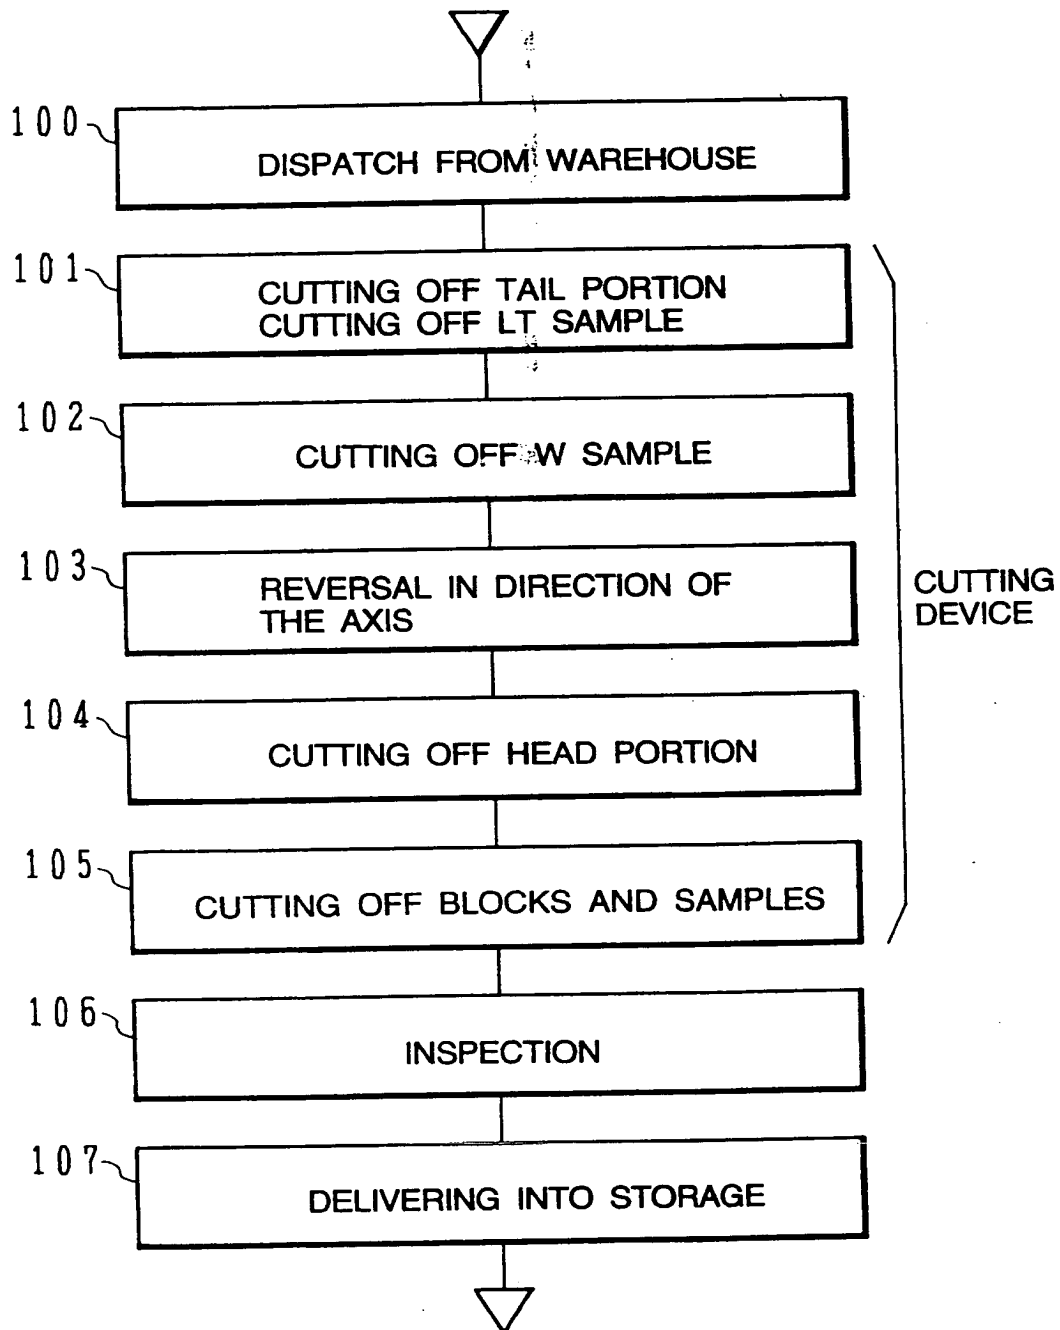 100
DISPATCH FROM WAREHOUSE
101
CUTTING OFF TAIL PORTION
CUTTING OFF LT SAMPLE
102
CUTTING OFF W SAMPLE
103
REVERSAL IN DIRECTION OF
THE AXIS
CUTTING
DEVICE
104
CUTTING OFF HEAD PORTION
105
CUTTING OFF BLOCKS AND SAMPLES
106
INSPECTION
107
DELIVERING INTO STORAGE